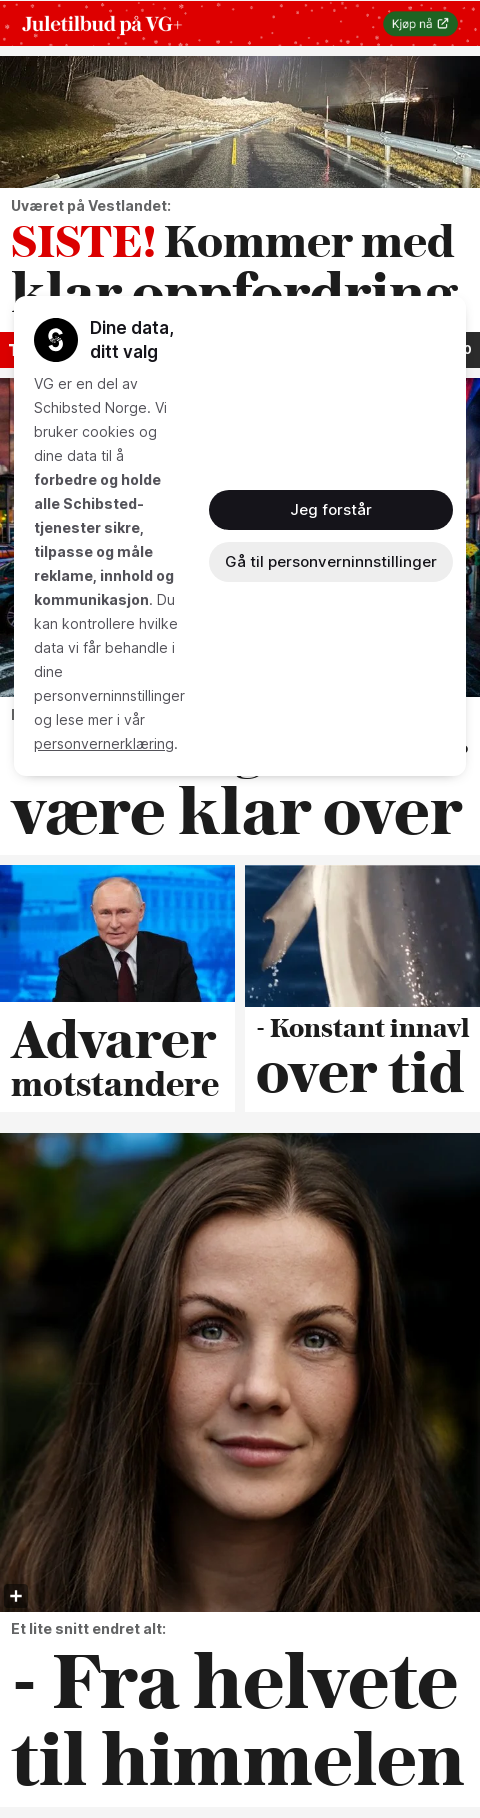 Juletilbud på VG+
Kjøp nå
Uværet på Vestlandet:
SISTE! Kommer med
klar oppfordring
Dine data,
ditt valg
VG er en del av
Schibsted Norge. Vi
bruker cookies og
dine data til å
forbedre og holde
alle Schibsted-
tjenester sikre,
tilpasse og måle
reklame, innhold og
kommunikasjon. Du
kan kontrollere hvilke
data vi får behandle i
dine
personverninnstillinger
og lese mer i vår
personvernerklæring.
Jeg forstår
Gå til personverninnstillinger
være klar over
Advarer
motstandere
- Konstant innavl
over tid
Et lite snitt endret alt:
- Fra helvete
til himmelen